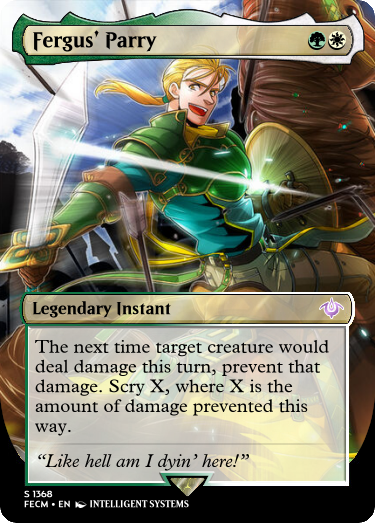 Fergus' Parry
Legendary Instant
The next time target creature would
deal damage this turn, prevent that
damage. Scry X, where X is the
amount of damage prevented this
way.
“Like hell am I dyin’ here!”
S 1368
FECM • EN INTELLIGENT SYSTEMS